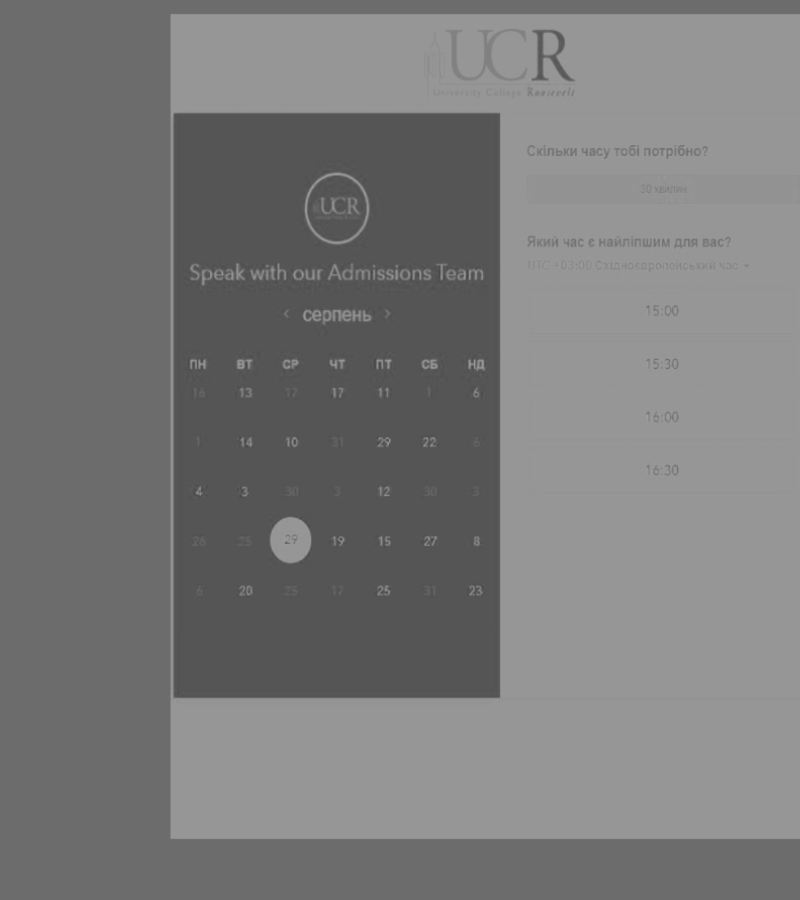 UCR
University College Roosevelt
UCR
Speak with our Admissions Team
‹ серпень ›
ПН ВТ СР ЧТ ПТ СБ НД
16 13 17 17 11 1 6
1 14 10 31 29 22 6
4 3 30 3 12 30 3
26 25 29 19 15 27 8
6 20 25 17 25 31 23
Скільки часу тобі потрібно?
30 хвилин
Який час є найліпшим для вас?
UTC +03:00 Східноєвропейський час
15:00
15:30
16:00
16:30